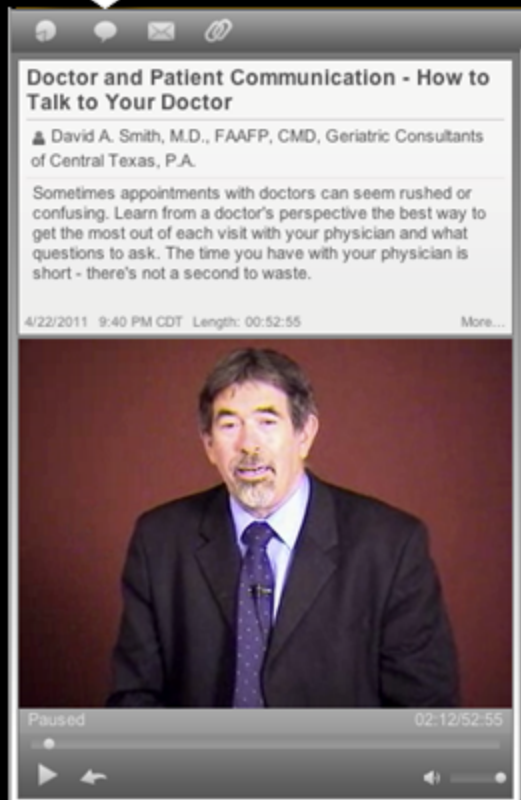 Doctor and Patient Communication - How to
Talk to Your Doctor
David A. Smith, M.D., FAAFP, CMD, Geriatric Consultants
of Central Texas, P.A.
Sometimes appointments with doctors can seem rushed or
confusing. Learn from a doctor's perspective the best way to
get the most out of each visit with your physician and what
questions to ask. The time you have with your physician is
short - there's not a second to waste.
4/22/2011 9:40 PM CDT Length: 00:52:55 More...
Paused 02:12/52:55